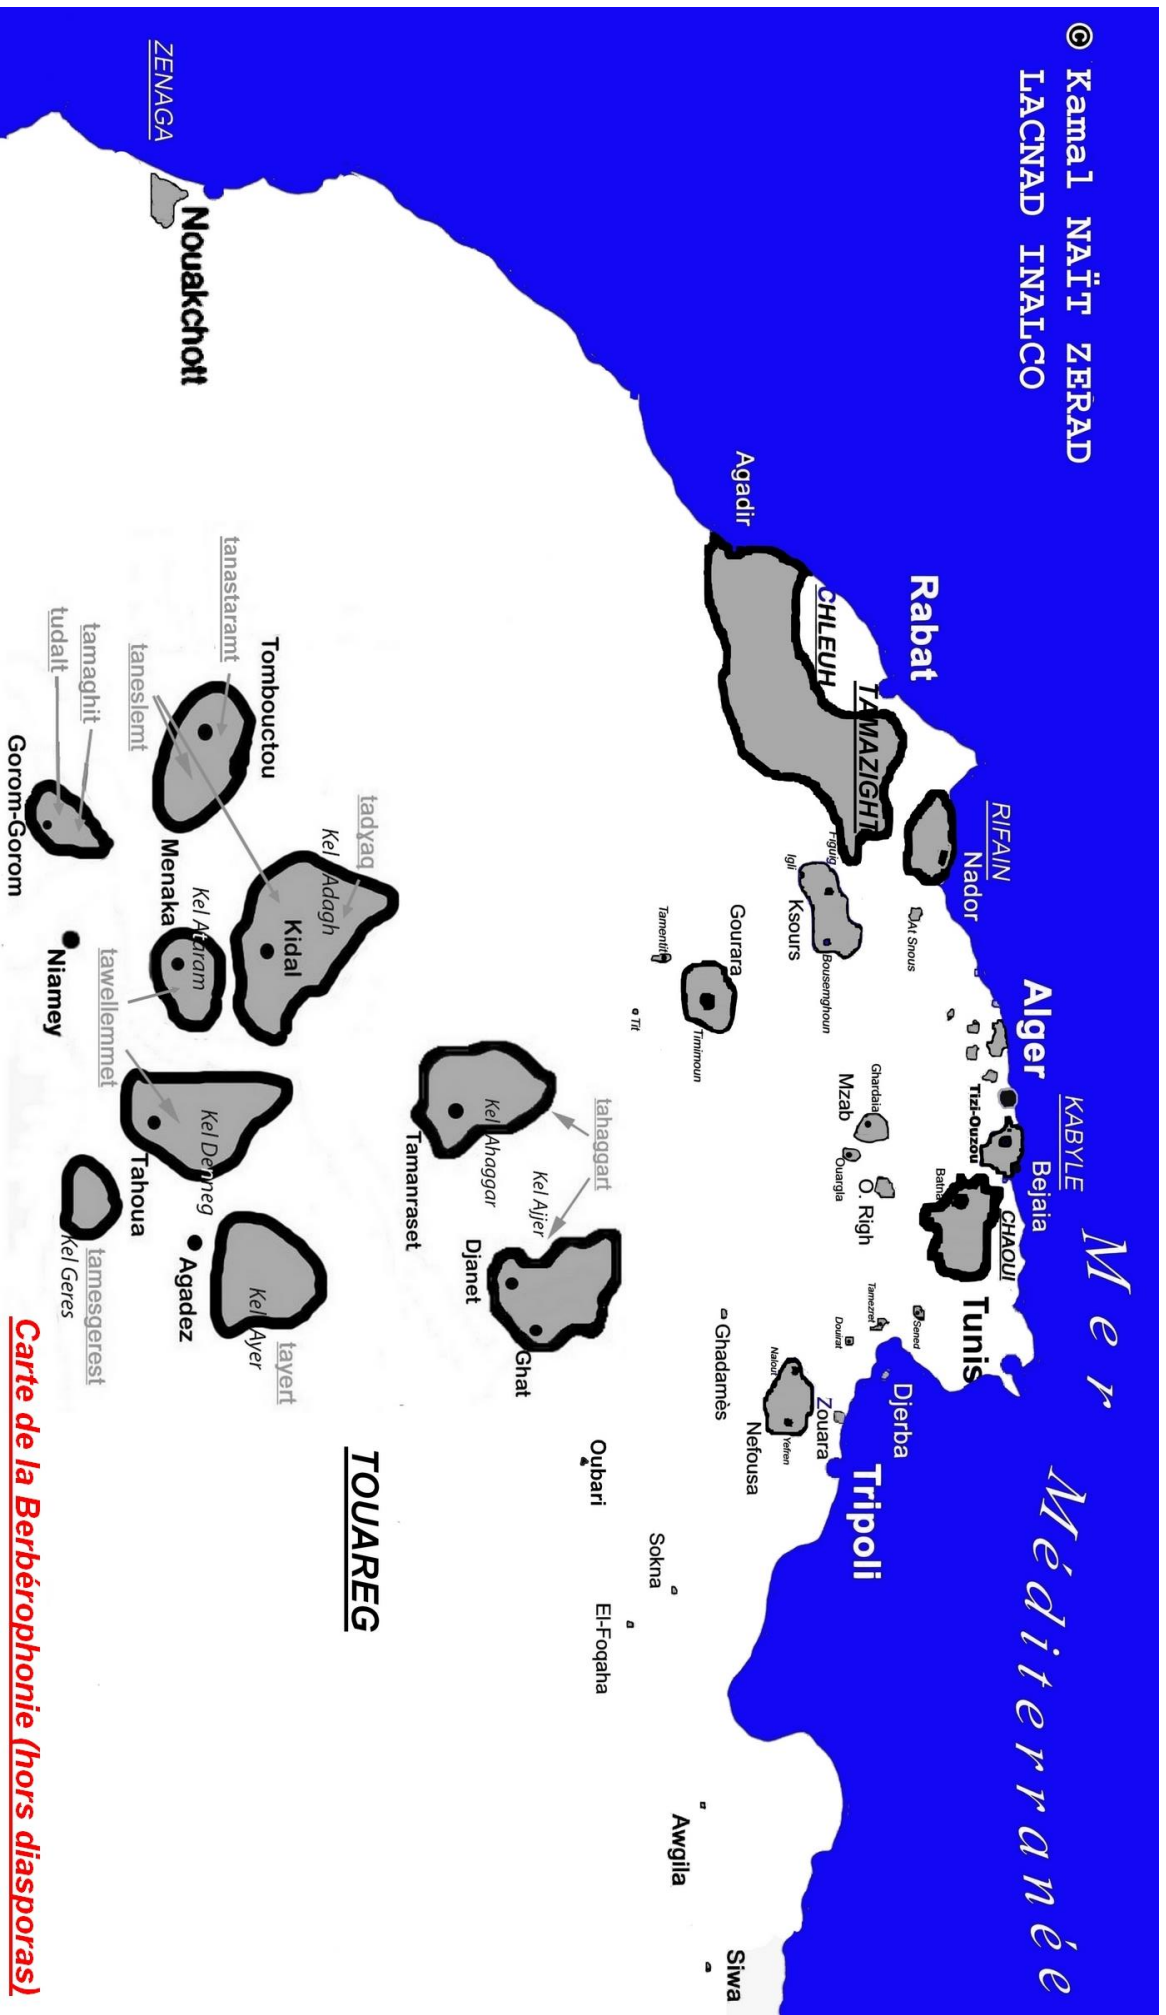 © Kamal NAÏT ZERAD
LACNAD INALCO
Mer Méditerranée
Alger
KABYLE
Bejaia
Tizi-Ouzou
CHAOUI
Batna
Tunis
RIFAIN
Nador
At Snous
Rabat
TAMAZIGHT
CHLEUH
Agadir
Figuig
Igli
Ksours
Bousemghoun
Ghardaia
Mzab
Ouargla
O. Righ
Sened
Tamezret
Douirat
Djerba
Tripoli
Zouara
Nalout
Yefren
Nefousa
Ghadamès
Gourara
Timimoun
Tamentit
Tit
Oubari
Sokna
El-Foqaha
Awgila
Siwa
tahaggart
Kel Ahaggar
Tamanraset
Kel Ajjer
Djanet
Ghat
TOUAREG
tadɣaq
Kel Adagh
Kidal
Tombouctou
tanastaramt
taneslemt
ZENAGA
Nouakchott
Menaka
Kel Ataram
tawellemmet
Kel Denneg
Tahoua
Agadez
Kel Ayer
tayert
tamesgerest
Kel Geres
tamaghit
tudalt
Gorom-Gorom
Niamey
Carte de la Berbérophonie (hors diasporas)